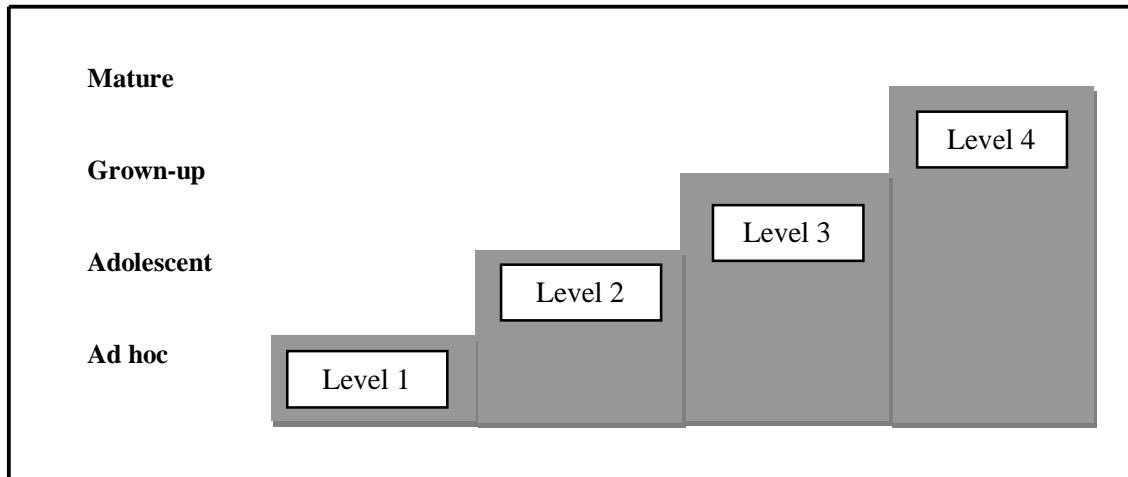 Mature
Level 4
Grown-up
Level 3
Adolescent
Level 2
Ad hoc
Level 1